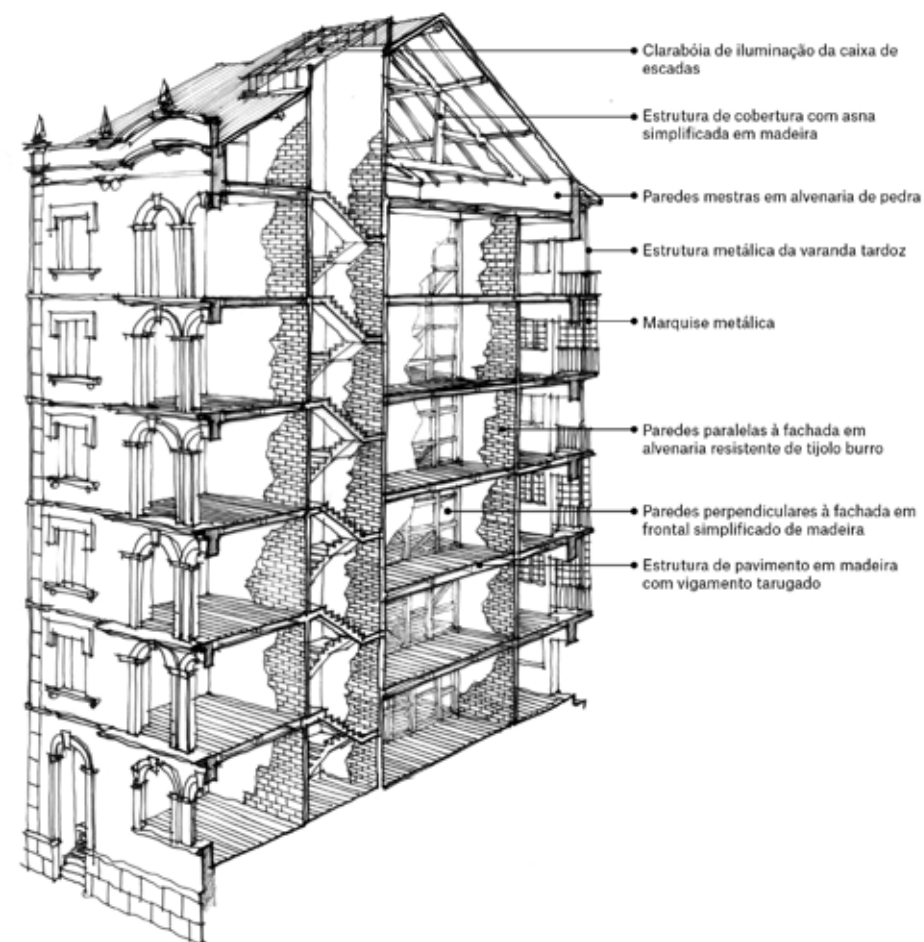 Clarabóia de iluminação da caixa de
escadas
Estrutura de cobertura com asna
simplificada em madeira
Paredes mestras em alvenaria de pedra
Estrutura metálica da varanda tardoz
Marquise metálica
Paredes paralelas à fachada em
alvenaria resistente de tijolo burro
Paredes perpendiculares à fachada em
frontal simplificado de madeira
Estrutura de pavimento em madeira
com vigamento tarugado